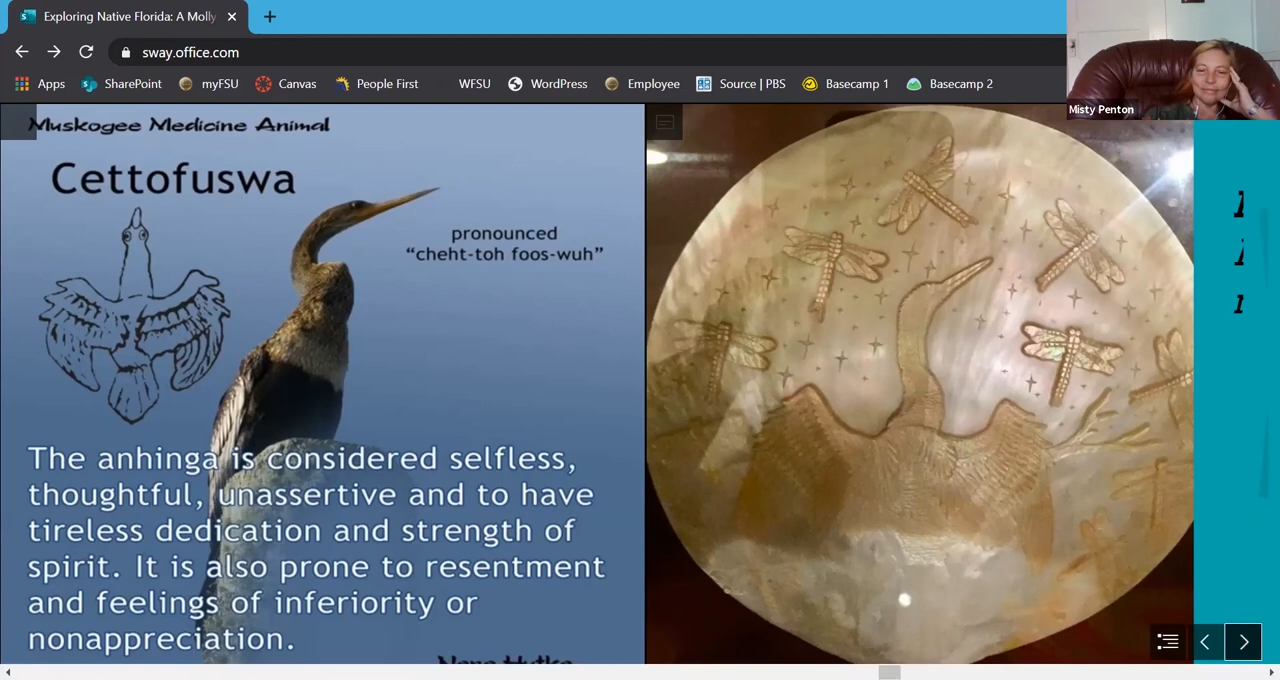 Exploring Native Florida: A Molly
sway.office.com
Apps SharePoint myFSU Canvas People First WFSU WordPress Employee Source | PBS Basecamp 1 Basecamp 2
Misty Penton
Muskogee Medicine Animal
Cettofuswa
pronounced
"cheht-toh foos-wuh"
The anhinga is considered selfless,
thoughtful, unassertive and to have
tireless dedication and strength of
spirit. It is also prone to resentment
and feelings of inferiority or
nonappreciation.